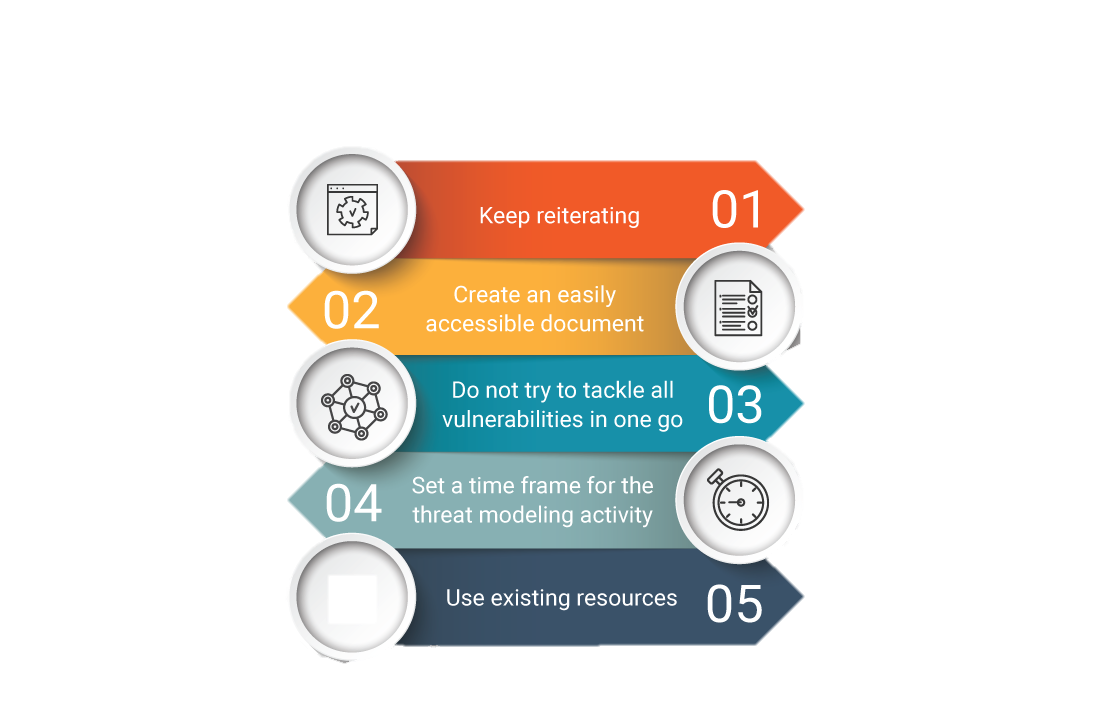 Keep reiterating
01
02
Create an easily
accessible document
Do not try to tackle all
vulnerabilities in one go
03
04
Set a time frame for the
threat modeling activity
Use existing resources
05